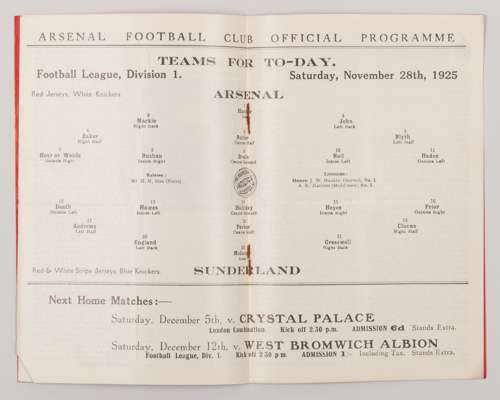 ARSENAL FOOTBALL CLUB OFFICIAL PROGRAMME
TEAMS FOR TO-DAY.
Football League, Division 1. Saturday, November 28th, 1925
Red Jerseys, White Knickers. ARSENAL
2 4
Mackie John
Right Back Left Back
Baker Blyth
Right Half Centre Half Left Half
Hoar or Woods Buchan Brain Neil Haden
Outside Right Inside Right Centre Forward Inside Left Outside Left
Referee: Linesmen:
Death Hawes Halliday Hoyes Prior
Outside Left Inside Left Centre Forward Inside Right Outside Right
Andrews Parker Clunas
Left Half Centre Half Right Half
England Cresswell
Left Back Right Back
Red & White Stripe Jerseys, Blue Knickers. SUNDERLAND
Next Home Matches:—
Saturday, December 5th, v. CRYSTAL PALACE
London Combination. Kick off 2.30 p.m. ADMISSION 6d Stands Extra.
Saturday, December 12th, v. WEST BROMWICH ALBION
Football League, Div. 1. Kick off 2.30 p.m. ADMISSION 1/- Including Tax. Stands Extra.